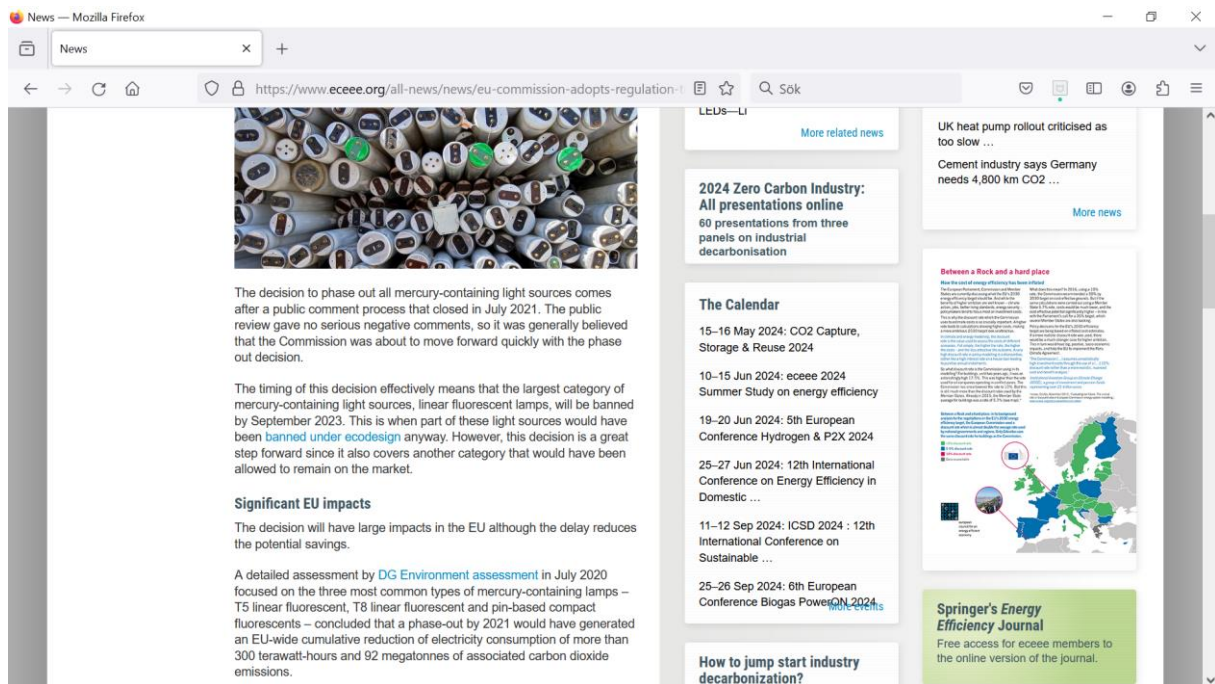 News — Mozilla Firefox
News
https://www.eceee.org/all-news/news/eu-commission-adopts-regulation-t
Sök
The decision to phase out all mercury-containing light sources comes
after a public comment process that closed in July 2021. The public
review gave no serious negative comments, so it was generally believed
that the Commission was about to move forward quickly with the phase
out decision.
The timing of this decision effectively means that the largest category of
mercury-containing light sources, linear fluorescent lamps, will be banned
by September 2023. This is when part of these light sources would have
been banned under ecodesign anyway. However, this decision is a great
step forward since it also covers another category that would have been
allowed to remain on the market.
Significant EU impacts
The decision will have large impacts in the EU although the delay reduces
the potential savings.
A detailed assessment by DG Environment assessment in July 2020
focused on the three most common types of mercury-containing lamps –
T5 linear fluorescent, T8 linear fluorescent and pin-based compact
fluorescents – concluded that a phase-out by 2021 would have generated
an EU-wide cumulative reduction of electricity consumption of more than
300 terawatt-hours and 92 megatonnes of associated carbon dioxide
emissions.
LEDs—Li
More related news
2024 Zero Carbon Industry:
All presentations online
60 presentations from three
panels on industrial
decarbonisation
The Calendar
15–16 May 2024: CO2 Capture,
Storage & Reuse 2024
10–15 Jun 2024: eceee 2024
Summer Study on energy efficiency
19–20 Jun 2024: 5th European
Conference Hydrogen & P2X 2024
25–27 Jun 2024: 12th International
Conference on Energy Efficiency in
Domestic …
11–12 Sep 2024: ICSD 2024 : 12th
International Conference on
Sustainable …
25–26 Sep 2024: 6th European
Conference Biogas PowerON 2024
More events
How to jump start industry
decarbonization?
UK heat pump rollout criticised as
too slow …
Cement industry says Germany
needs 4,800 km CO2 …
More news
Between a Rock and a hard place
How the cost of energy efficiency has been inflated
Springer's Energy
Efficiency Journal
Free access for eceee members to
the online version of the journal.